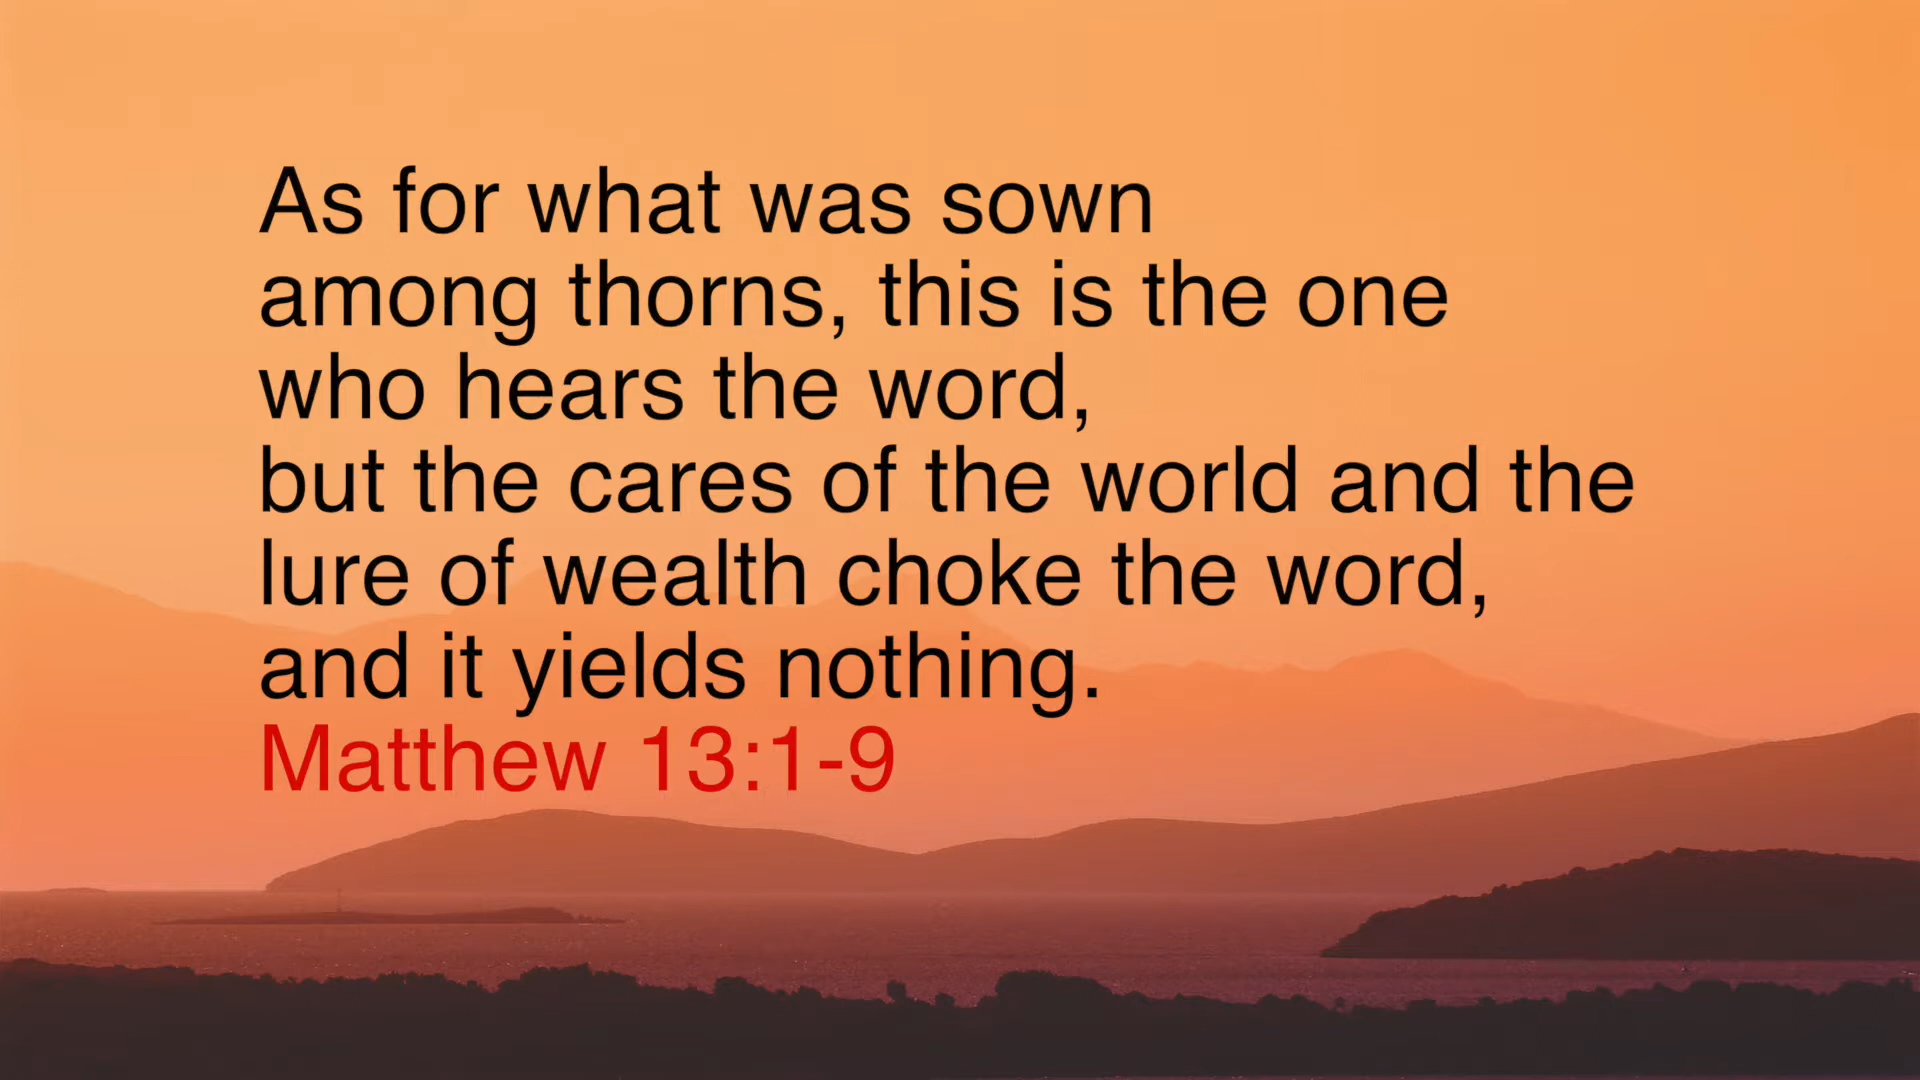 As for what was sown
among thorns, this is the one
who hears the word,
but the cares of the world and the
lure of wealth choke the word,
and it yields nothing.
Matthew 13:1-9